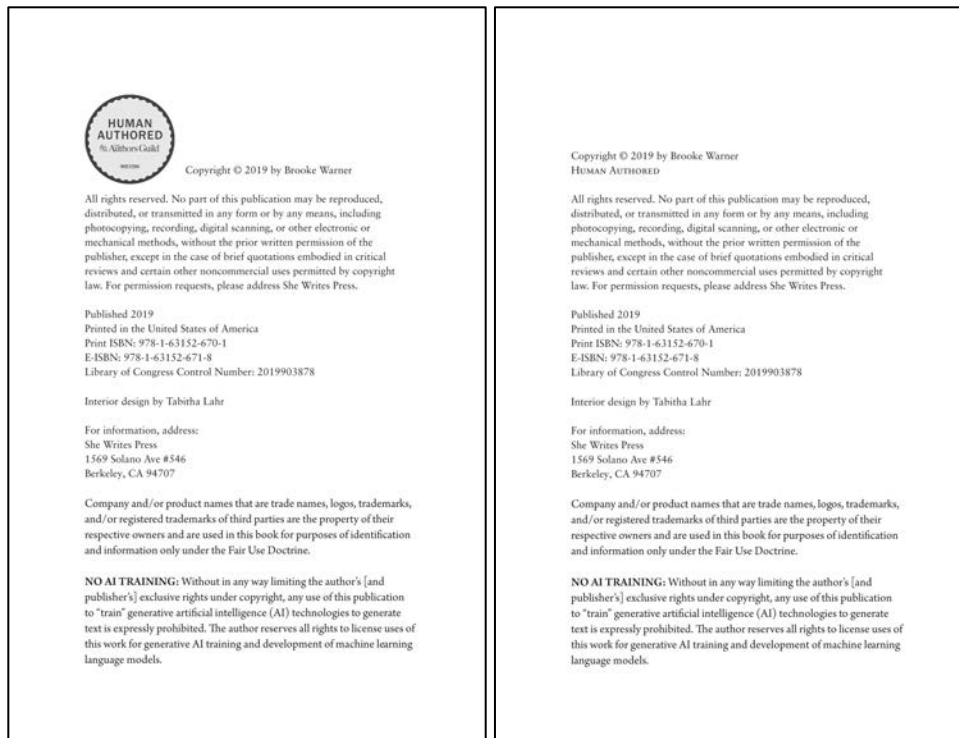 HUMAN
AUTHORED
The Authors Guild
Copyright © 2019 by Brooke Warner
All rights reserved. No part of this publication may be reproduced,
distributed, or transmitted in any form or by any means, including
photocopying, recording, digital scanning, or other electronic or
mechanical methods, without the prior written permission of the
publisher, except in the case of brief quotations embodied in critical
reviews and certain other noncommercial uses permitted by copyright
law. For permission requests, please address She Writes Press.
Published 2019
Printed in the United States of America
Print ISBN: 978-1-63152-670-1
E-ISBN: 978-1-63152-671-8
Library of Congress Control Number: 2019903878
Interior design by Tabitha Lahr
For information, address:
She Writes Press
1569 Solano Ave #546
Berkeley, CA 94707
Company and/or product names that are trade names, logos, trademarks,
and/or registered trademarks of third parties are the property of their
respective owners and are used in this book for purposes of identification
and information only under the Fair Use Doctrine.
NO AI TRAINING: Without in any way limiting the author's [and
publisher's] exclusive rights under copyright, any use of this publication
to "train" generative artificial intelligence (AI) technologies to generate
text is expressly prohibited. The author reserves all rights to license uses of
this work for generative AI training and development of machine learning
language models.
Copyright © 2019 by Brooke Warner
HUMAN AUTHORED
All rights reserved. No part of this publication may be reproduced,
distributed, or transmitted in any form or by any means, including
photocopying, recording, digital scanning, or other electronic or
mechanical methods, without the prior written permission of the
publisher, except in the case of brief quotations embodied in critical
reviews and certain other noncommercial uses permitted by copyright
law. For permission requests, please address She Writes Press.
Published 2019
Printed in the United States of America
Print ISBN: 978-1-63152-670-1
E-ISBN: 978-1-63152-671-8
Library of Congress Control Number: 2019903878
Interior design by Tabitha Lahr
For information, address:
She Writes Press
1569 Solano Ave #546
Berkeley, CA 94707
Company and/or product names that are trade names, logos, trademarks,
and/or registered trademarks of third parties are the property of their
respective owners and are used in this book for purposes of identification
and information only under the Fair Use Doctrine.
NO AI TRAINING: Without in any way limiting the author's [and
publisher's] exclusive rights under copyright, any use of this publication
to "train" generative artificial intelligence (AI) technologies to generate
text is expressly prohibited. The author reserves all rights to license uses of
this work for generative AI training and development of machine learning
language models.